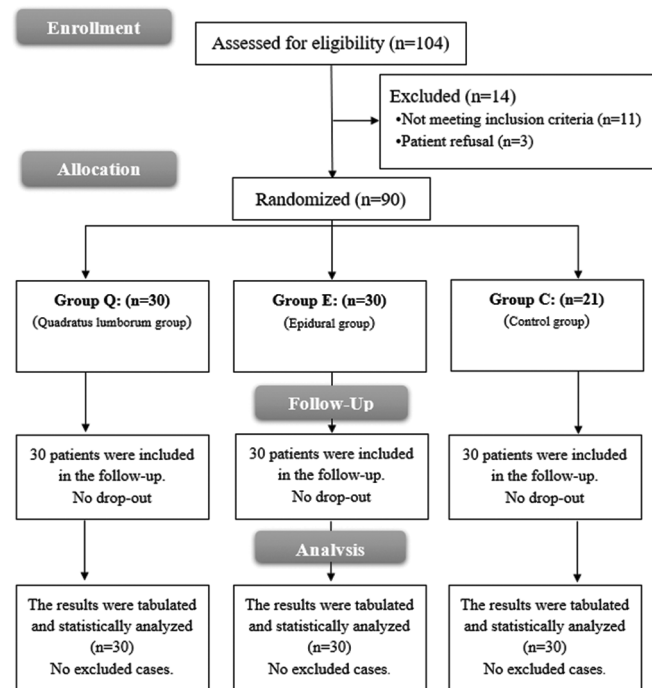 Enrollment
Assessed for eligibility (n=104)
Excluded (n=14)
•Not meeting inclusion criteria (n=11)
•Patient refusal (n=3)
Allocation
Randomized (n=90)
Group Q: (n=30)
(Quadratus lumborum group)
Group E: (n=30)
(Epidural group)
Group C: (n=21)
(Control group)
Follow-Up
30 patients were included
in the follow-up.
No drop-out
30 patients were included
in the follow-up.
No drop-out
30 patients were included
in the follow-up.
No drop-out
Analysis
The results were tabulated
and statistically analyzed
(n=30)
No excluded cases.
The results were tabulated
and statistically analyzed
(n=30)
No excluded cases.
The results were tabulated
and statistically analyzed
(n=30)
No excluded cases.